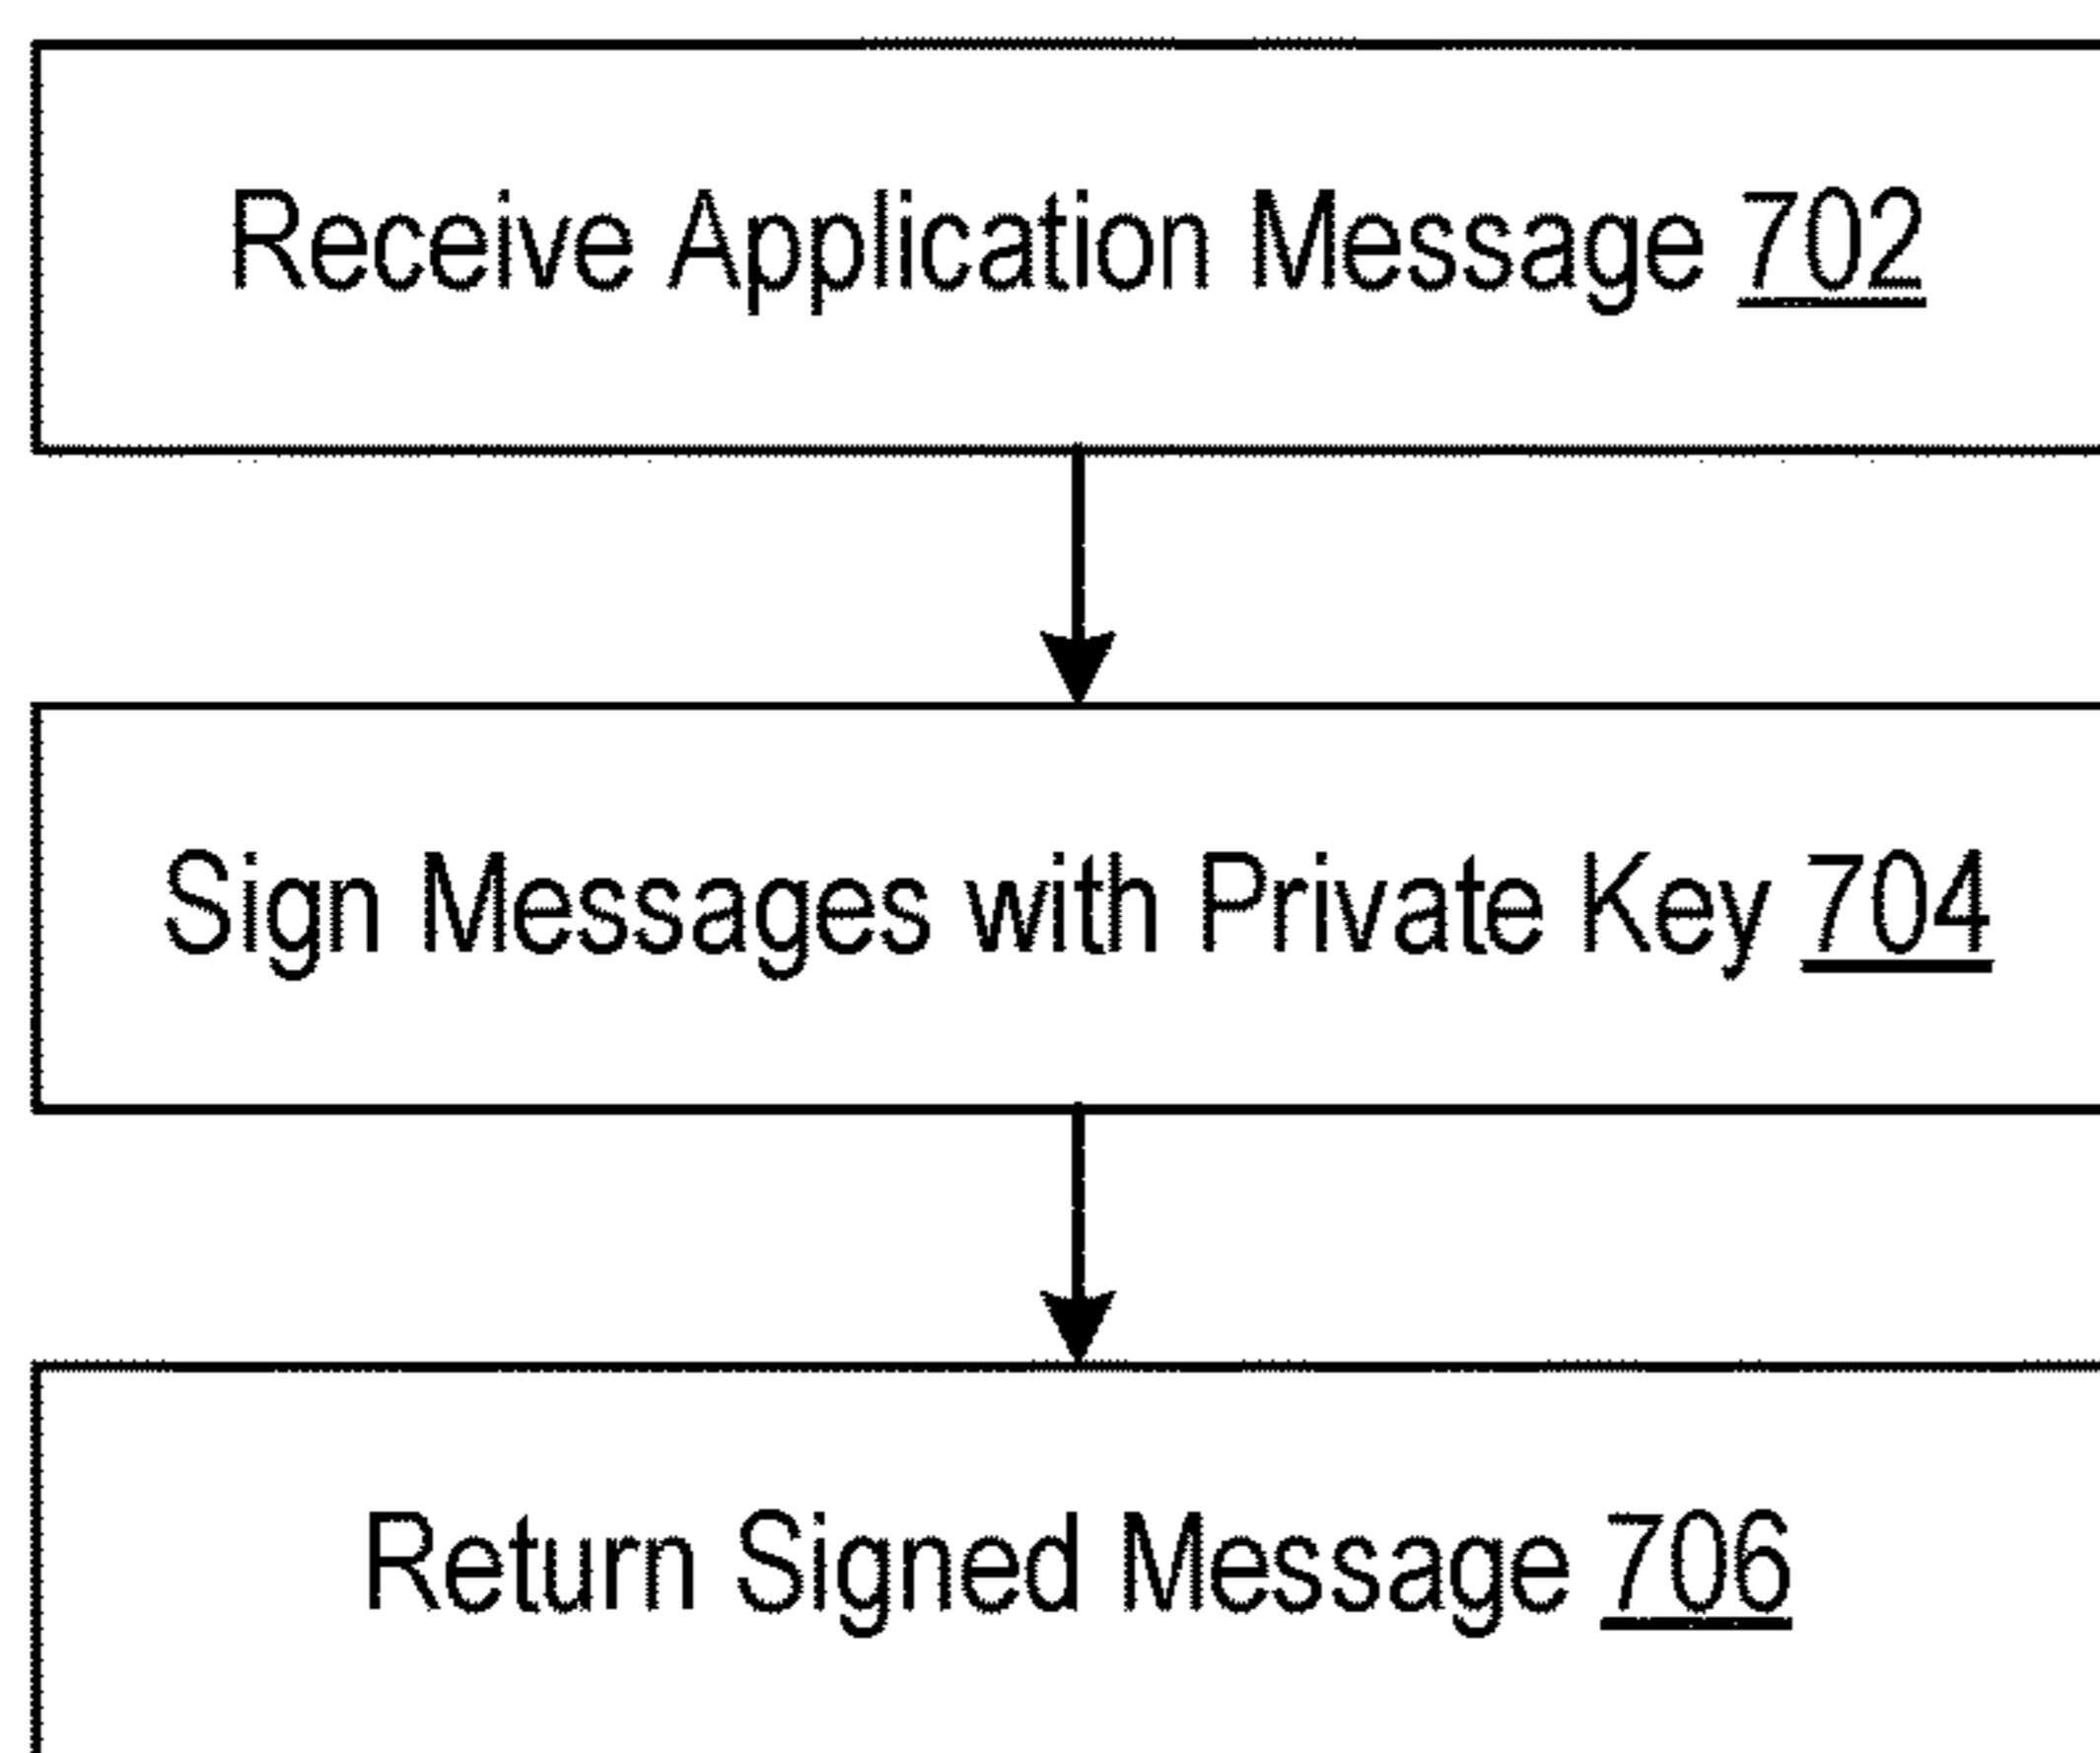 Receive Application Message 702
Sign Messages with Private Key 704
Return Signed Message 706